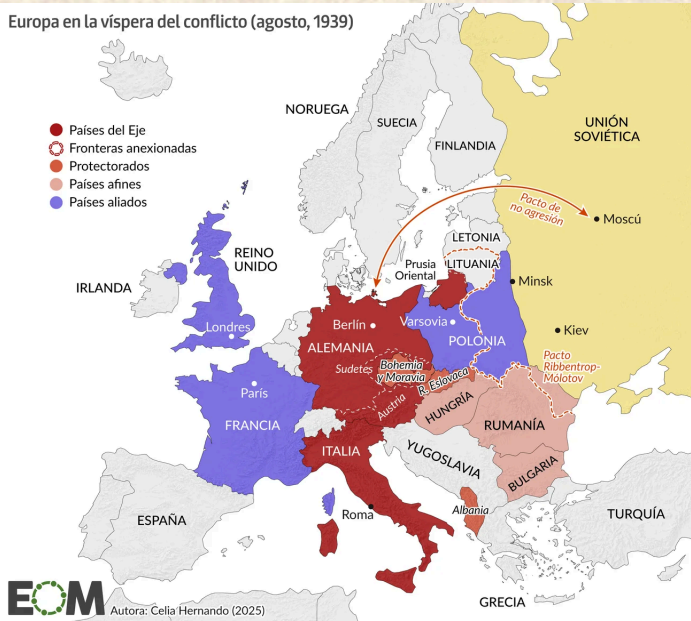 Europa en la víspera del conflicto (agosto, 1939)
Países del Eje
Fronteras anexionadas
Protectorados
Países afines
Países aliados
NORUEGA
SUECIA
FINLANDIA
UNIÓN
SOVIÉTICA
Pacto de
no agresión
Moscú
LETONIA
LITUANIA
Prusia
Oriental
REINO
UNIDO
IRLANDA
Londres
Minsk
Berlín
Varsovia
ALEMANIA
POLONIA
Kiev
Sudetes
Bohemia
y Moravia
R. Eslovaca
Pacto
Ribbentrop-
Mólotov
París
Austria
HUNGRÍA
FRANCIA
RUMANÍA
ITALIA
YUGOSLAVIA
BULGARIA
Roma
Albania
ESPAÑA
TURQUÍA
GRECIA
EOM
Autora: Celia Hernando (2025)